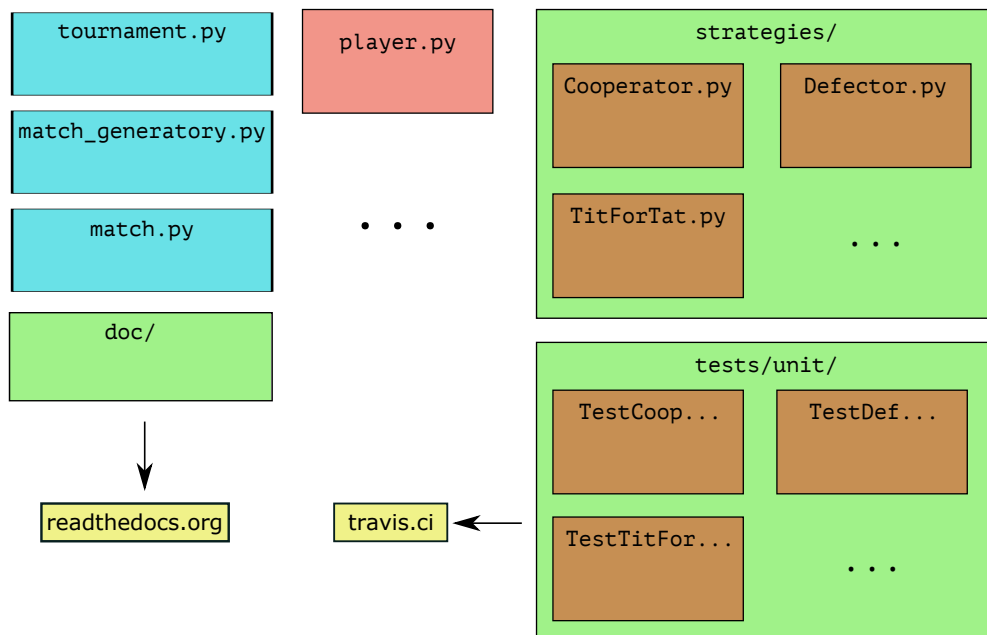 tournament.py
player.py
match_generatory.py
match.py
. . .
doc/
readthedocs.org
travis.ci
strategies/
Cooperator.py
Defector.py
TitForTat.py
...
tests/unit/
TestCoop...
TestDef...
TestTitFor...
...